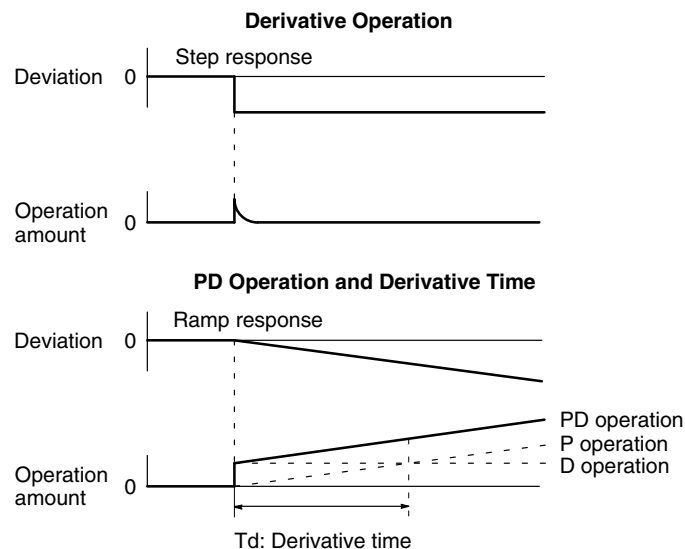 Derivative Operation
Step response
Deviation 0
Operation amount 0
PD Operation and Derivative Time
Ramp response
Deviation 0
PD operation
P operation
D operation
Operation amount 0
Td: Derivative time